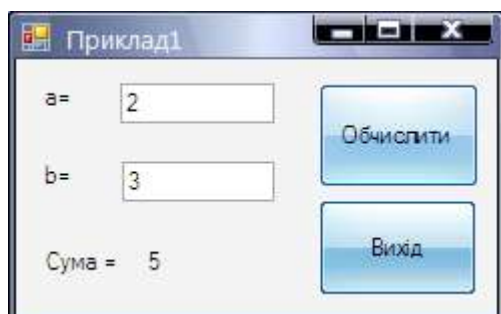 Приклад1
a=
2
Обчислити
b=
3
Вихід
Сума = 5